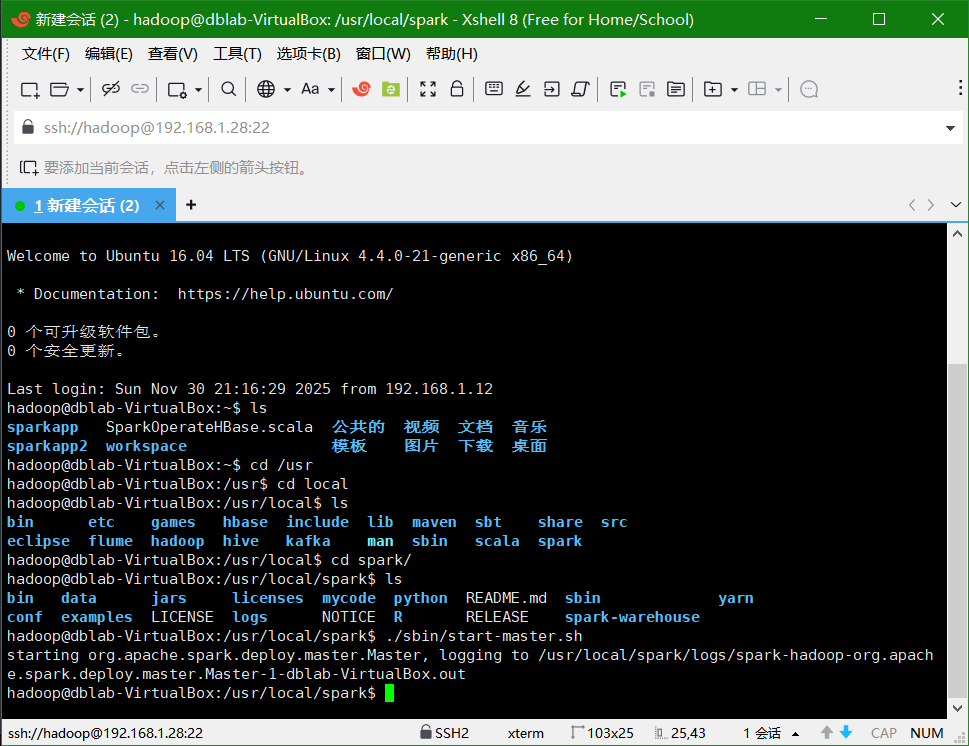 新建会话 (2) - hadoop@dblab-VirtualBox: /usr/local/spark - Xshell 8 (Free for Home/School)
文件(F) 编辑(E) 查看(V) 工具(T) 选项卡(B) 窗口(W) 帮助(H)
Aa
ssh://hadoop@192.168.1.28:22
要添加当前会话，点击左侧的箭头按钮。
1 新建会话 (2)
Welcome to Ubuntu 16.04 LTS (GNU/Linux 4.4.0-21-generic x86_64)
* Documentation:  https://help.ubuntu.com/
0 个可升级软件包。
0 个安全更新。
Last login: Sun Nov 30 21:16:29 2025 from 192.168.1.12
hadoop@dblab-VirtualBox:~$ ls
sparkapp   SparkOperateHBase.scala  公共的  视频  文档  音乐
sparkapp2  workspace                模板    图片  下载  桌面
hadoop@dblab-VirtualBox:~$ cd /usr
hadoop@dblab-VirtualBox:/usr$ cd local
hadoop@dblab-VirtualBox:/usr/local$ ls
bin      etc    games   hbase  include  lib  maven  sbt    share  src
eclipse  flume  hadoop  hive   kafka    man  sbin   scala  spark
hadoop@dblab-VirtualBox:/usr/local$ cd spark/
hadoop@dblab-VirtualBox:/usr/local/spark$ ls
bin   data      jars     licenses  mycode  python  README.md  sbin             yarn
conf  examples  LICENSE  logs      NOTICE  R       RELEASE    spark-warehouse
hadoop@dblab-VirtualBox:/usr/local/spark$ ./sbin/start-master.sh
starting org.apache.spark.deploy.master.Master, logging to /usr/local/spark/logs/spark-hadoop-org.apach
e.spark.deploy.master.Master-1-dblab-VirtualBox.out
hadoop@dblab-VirtualBox:/usr/local/spark$
ssh://hadoop@192.168.1.28:22 SSH2 xterm 103x25 25,43 1 会话 CAP NUM